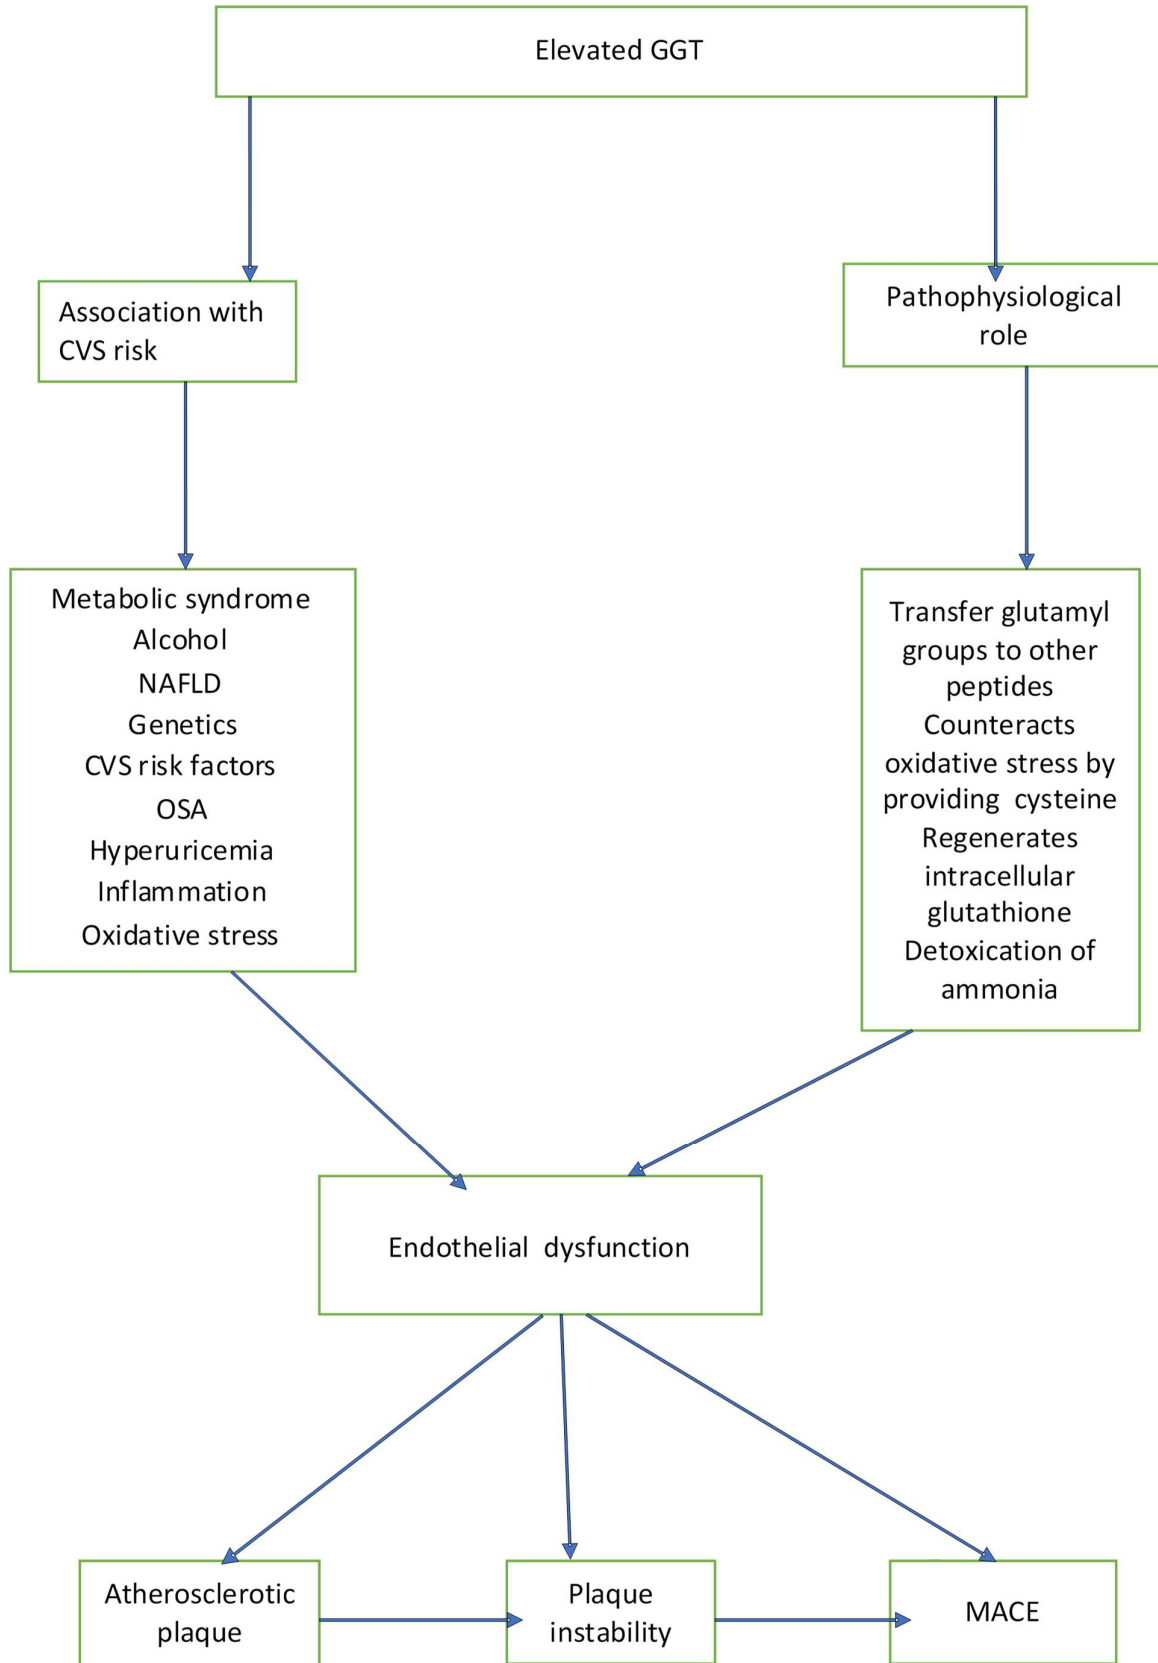 Elevated GGT
Association with
CVS risk
Pathophysiological
role
Metabolic syndrome
Alcohol
NAFLD
Genetics
CVS risk factors
OSA
Hyperuricemia
Inflammation
Oxidative stress
Transfer glutamyl
groups to other
peptides
Counteracts
oxidative stress by
providing cysteine
Regenerates
intracellular
glutathione
Detoxication of
ammonia
Endothelial dysfunction
Atherosclerotic
plaque
Plaque
instability
MACE